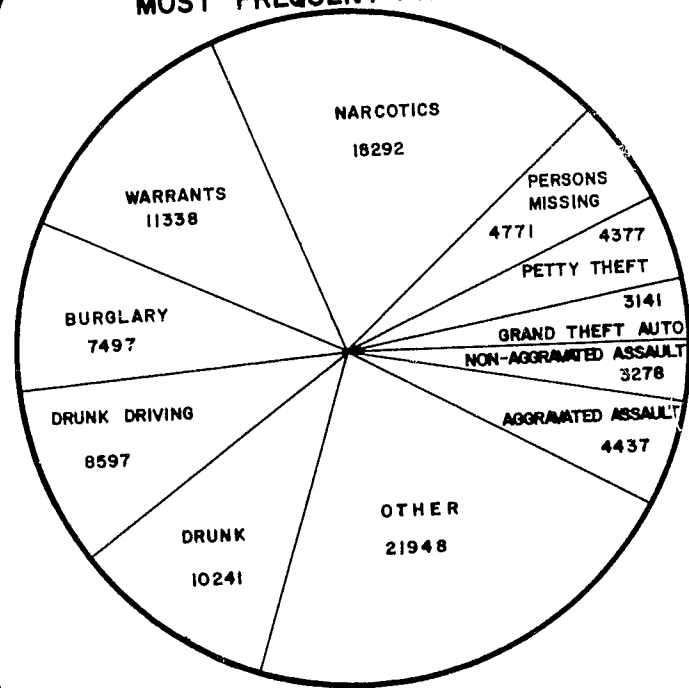 MOST FREQUENT
NARCOTICS
18292
PERSONS
MISSING
4771
4377
PETTY THEFT
3141
GRAND THEFT AUTO
NON-AGGRAVATED ASSAULT
3278
AGGRAVATED ASSAULT
4437
OTHER
21948
DRUNK
10241
DRUNK DRIVING
8597
BURGLARY
7497
WARRANTS
11338